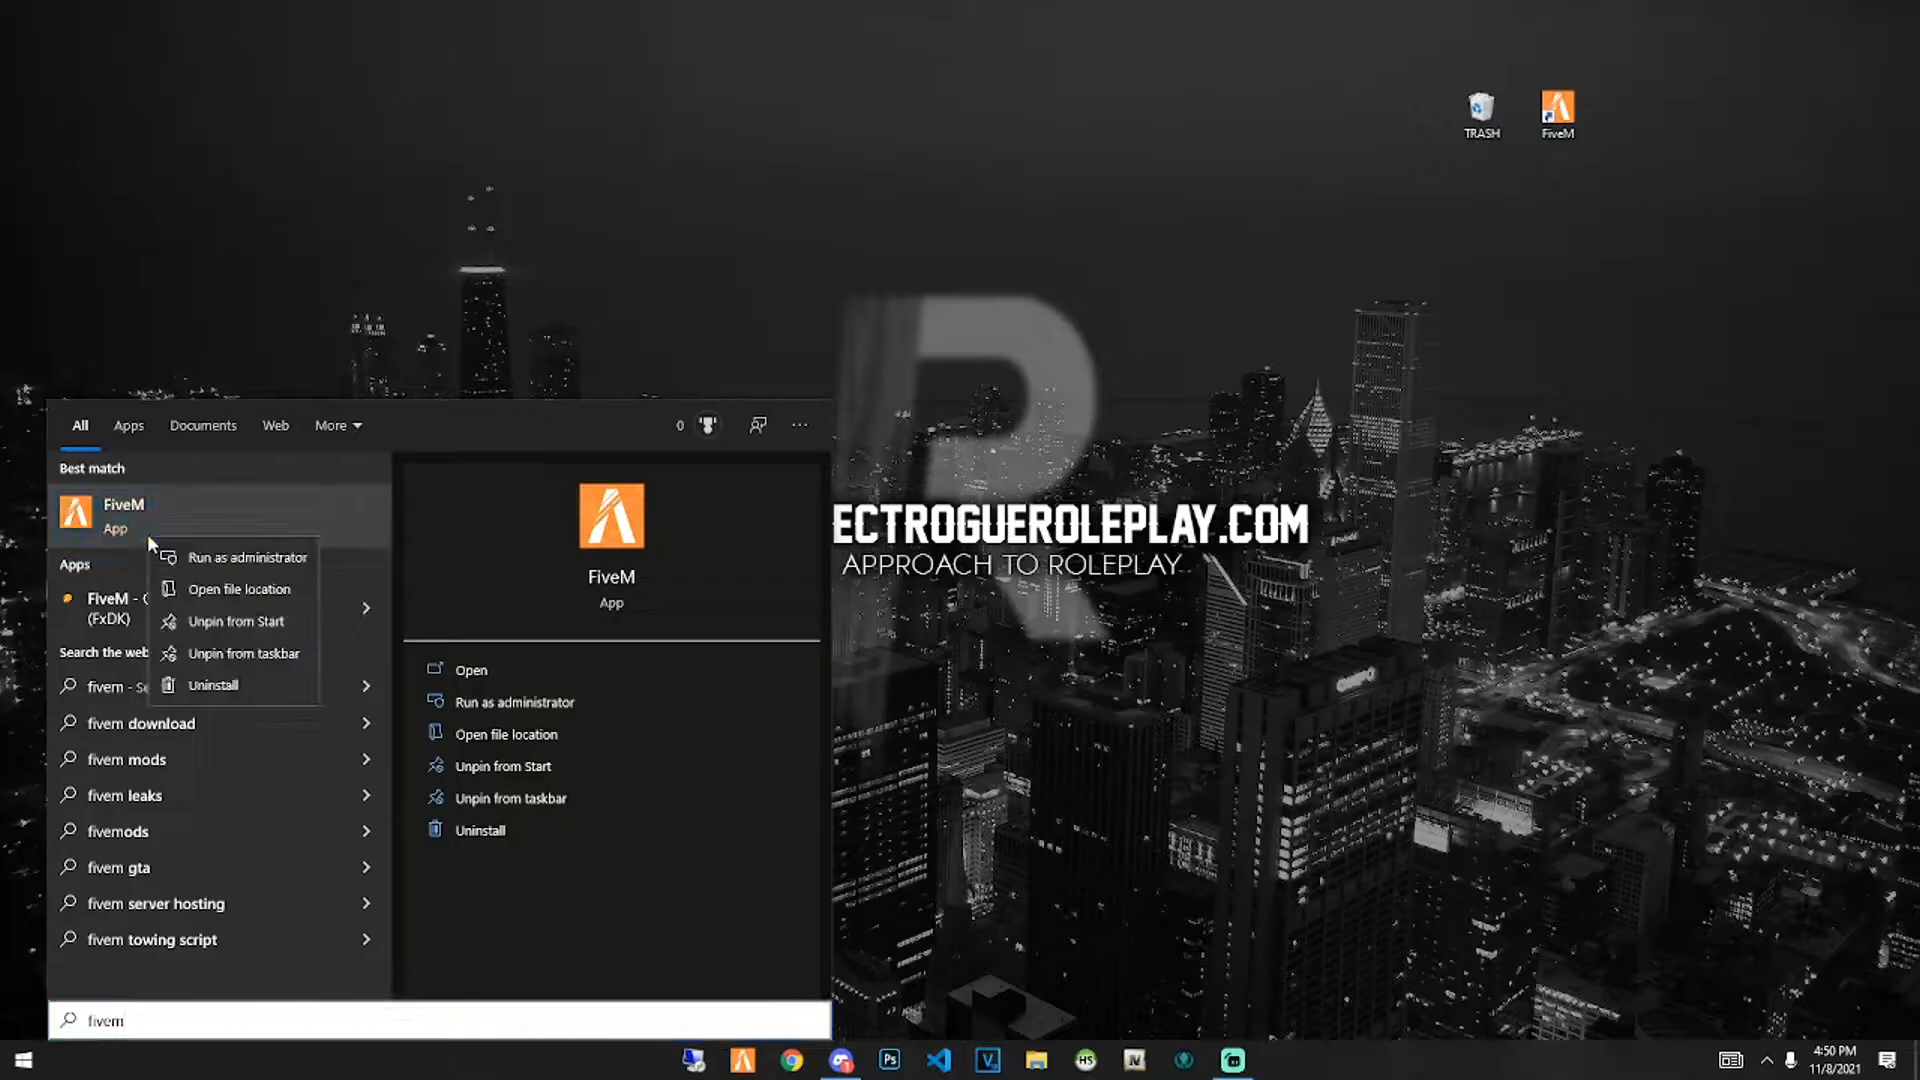 TRASH
FiveM
All
Apps
Documents
Web
More
0
Best match
FiveM
App
Apps
FiveM -
(FxDK)
Search the web
fivem -
fivem download
fivem mods
fivem leaks
fivemods
fivem gta
fivem server hosting
fivem towing script
Run as administrator
Open file location
Unpin from Start
Unpin from taskbar
Uninstall
FiveM
App
Open
Run as administrator
Open file location
Unpin from Start
Unpin from taskbar
Uninstall
R
ECTROGUEROLEPLAY.COM
APPROACH TO ROLEPLAY
fivem
Ps
V
HS
IV
4:50 PM
11/8/2021